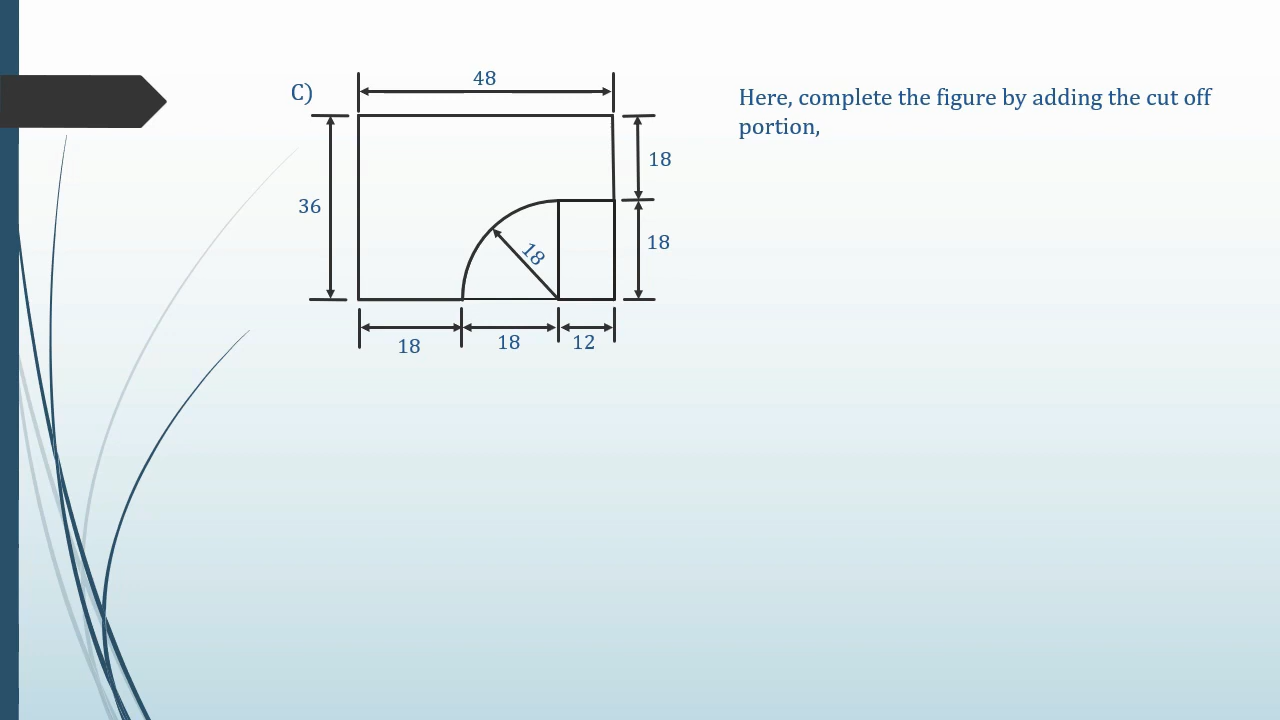 C)
48
Here, complete the figure by adding the cut off
portion,
18
36
18
18
18
18
12